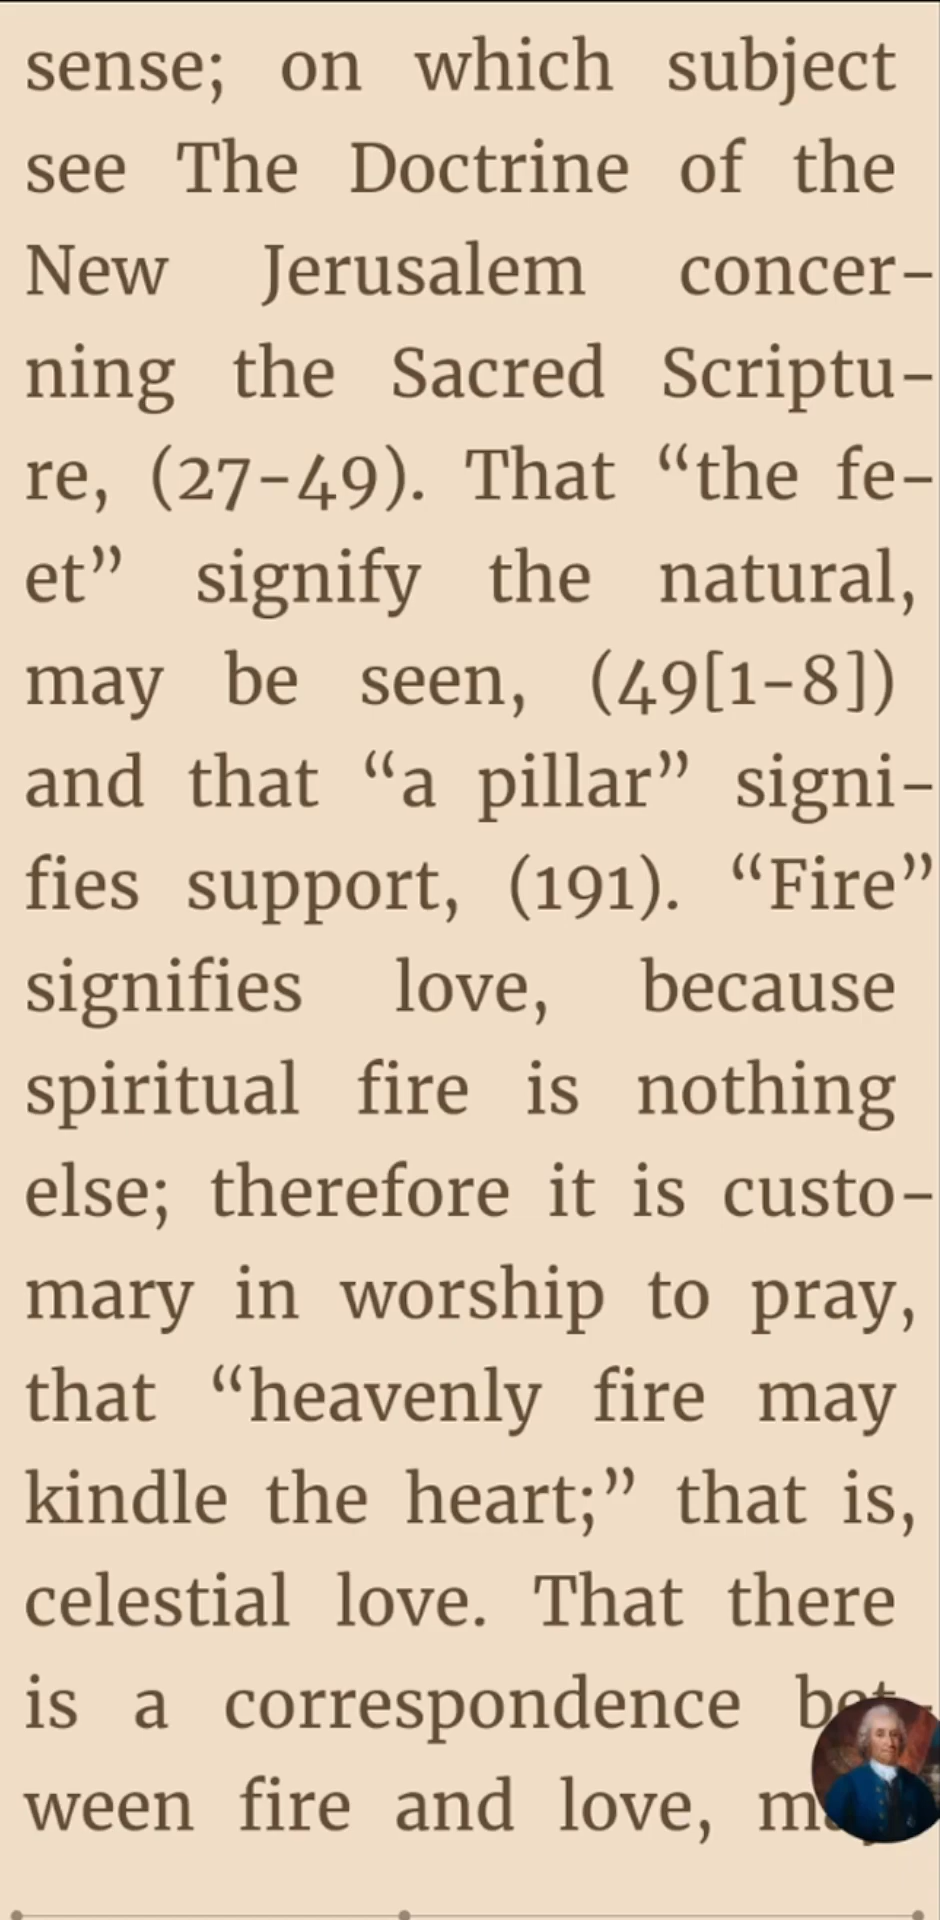 sense; on which subject
see The Doctrine of the
New Jerusalem concer-
ning the Sacred Scriptu-
re, (27-49). That “the fe-
et” signify the natural,
may be seen, (49[1-8])
and that “a pillar” signi-
fies support, (191). “Fire”
signifies love, because
spiritual fire is nothing
else; therefore it is custo-
mary in worship to pray,
that “heavenly fire may
kindle the heart;” that is,
celestial love. That there
is a correspondence bet-
ween fire and love,